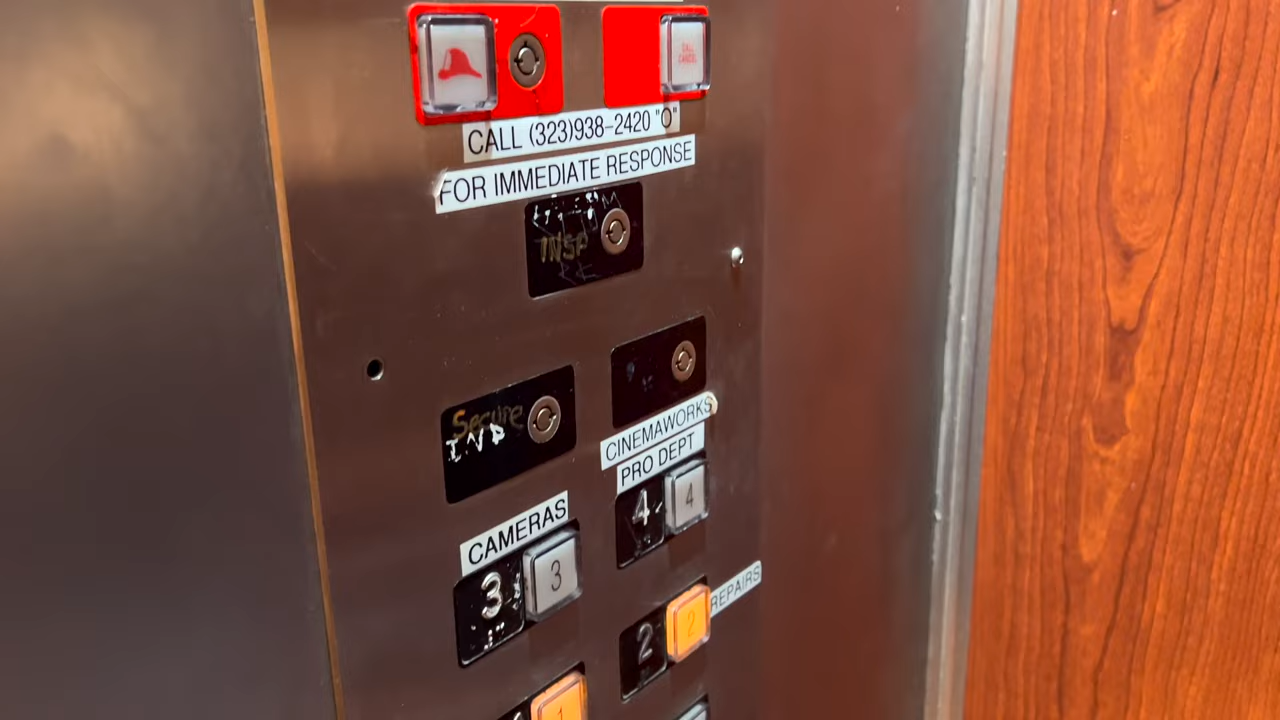 CALL CANCEL
CALL (323)938-2420 "O"
FOR IMMEDIATE RESPONSE
INSP
Secure
IND
CINEMAWORKS
PRO DEPT
4 4
CAMERAS
3 3
REPAIRS
2 2
1